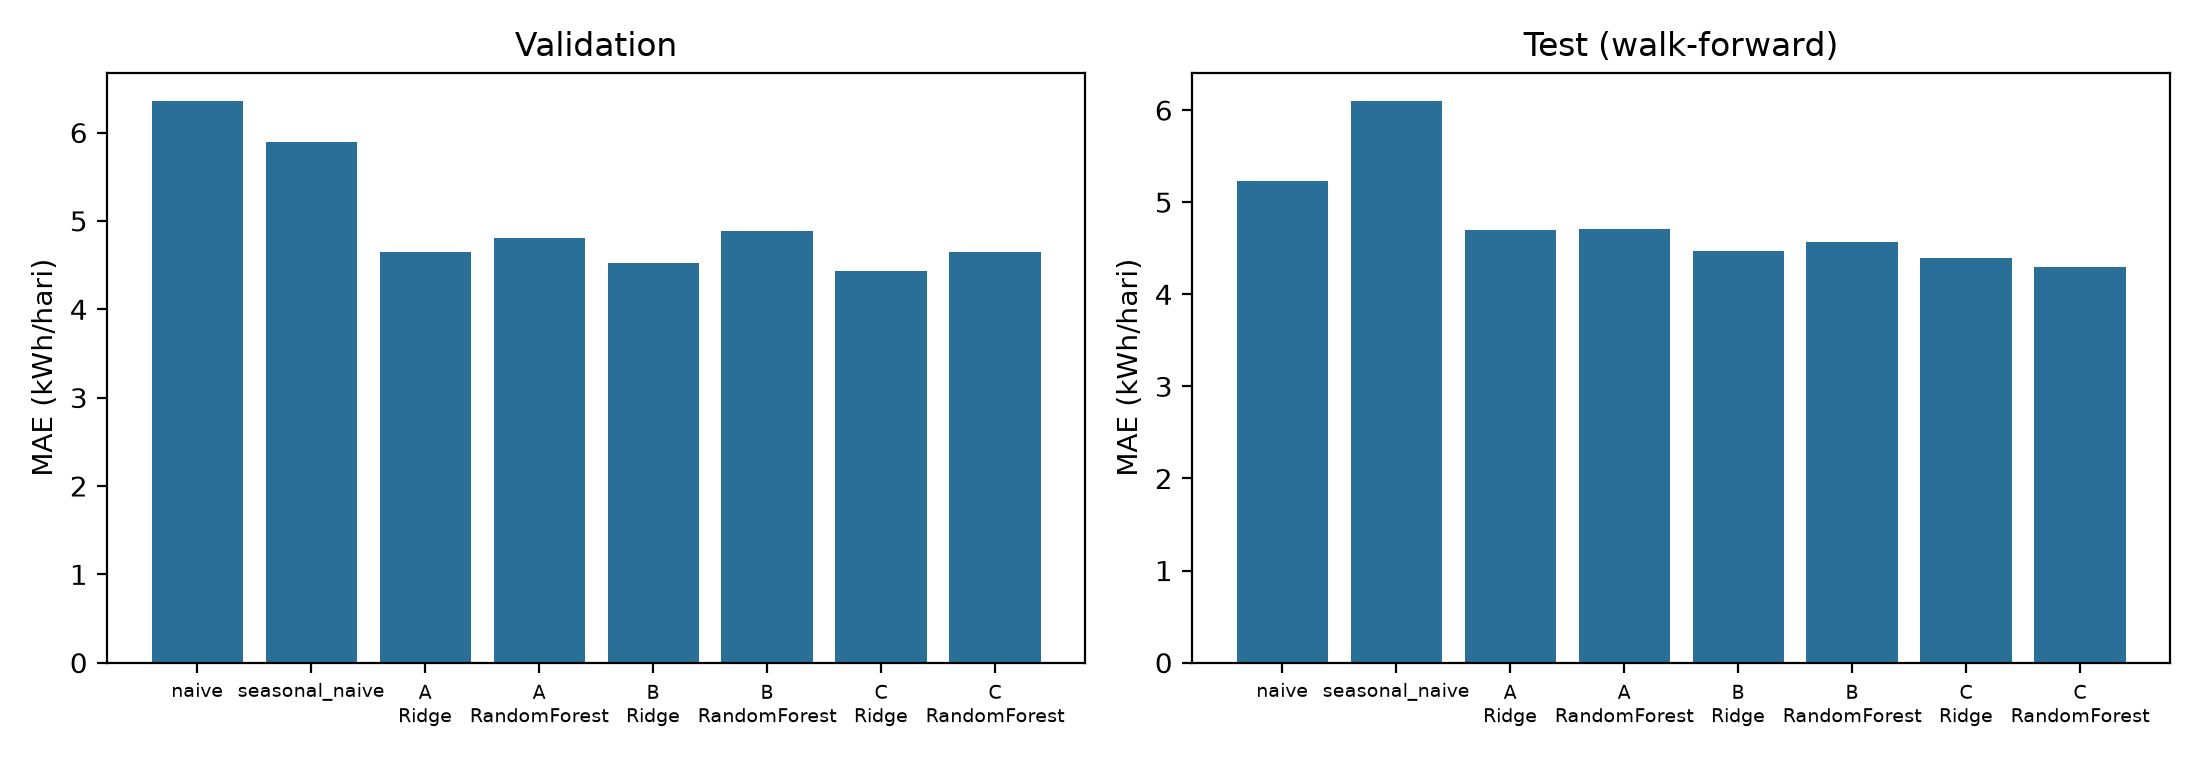 Validation
MAE (kWh/hari)
6
5
4
3
2
1
0
naive
seasonal_naive
A
Ridge
A
RandomForest
B
Ridge
B
RandomForest
C
Ridge
C
RandomForest
Test (walk-forward)
MAE (kWh/hari)
6
5
4
3
2
1
0
naive
seasonal_naive
A
Ridge
A
RandomForest
B
Ridge
B
RandomForest
C
Ridge
C
RandomForest